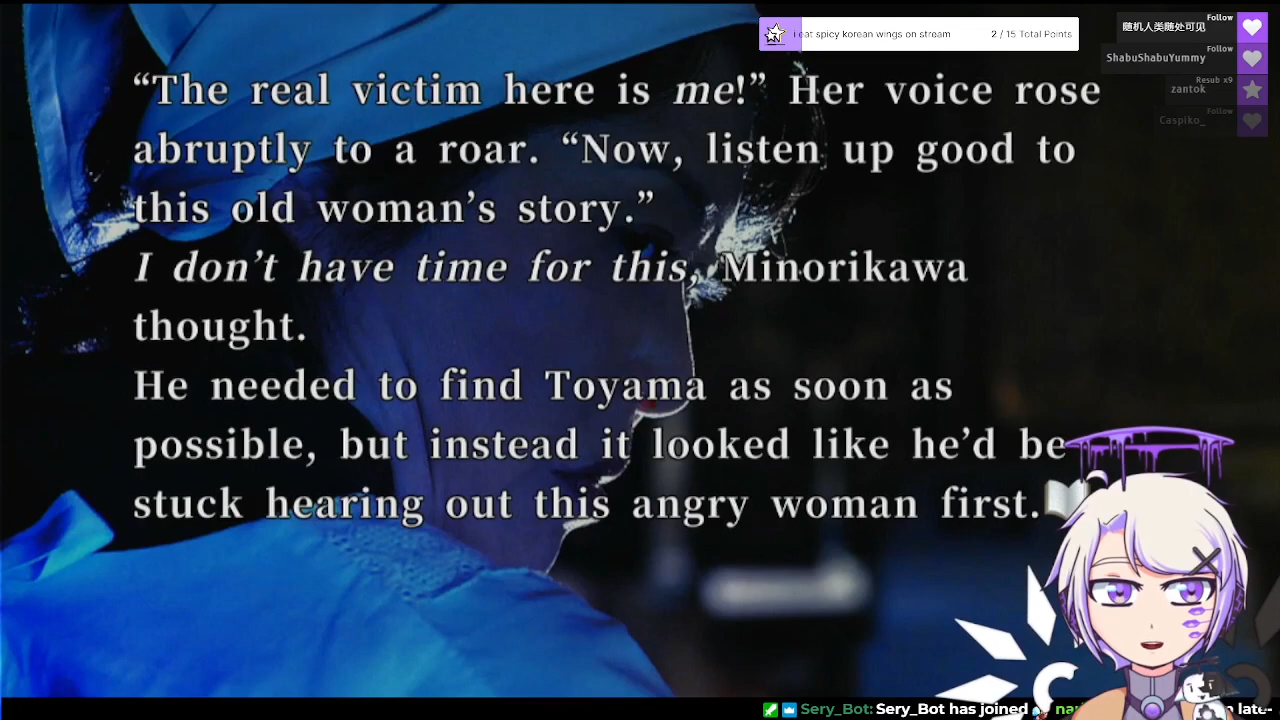 i eat spicy korean wings on stream 2 / 15 Total Points
Follow
随机人类随处可见
Follow
ShabuShabuYummy
Resub x9
zantok
Follow
Caspiko_
“The real victim here is me!” Her voice rose
abruptly to a roar. “Now, listen up good to
this old woman’s story.”
I don’t have time for this, Minorikawa
thought.
He needed to find Toyama as soon as
possible, but instead it looked like he’d be
stuck hearing out this angry woman first.
Sery_Bot: Sery_Bot has joined late-